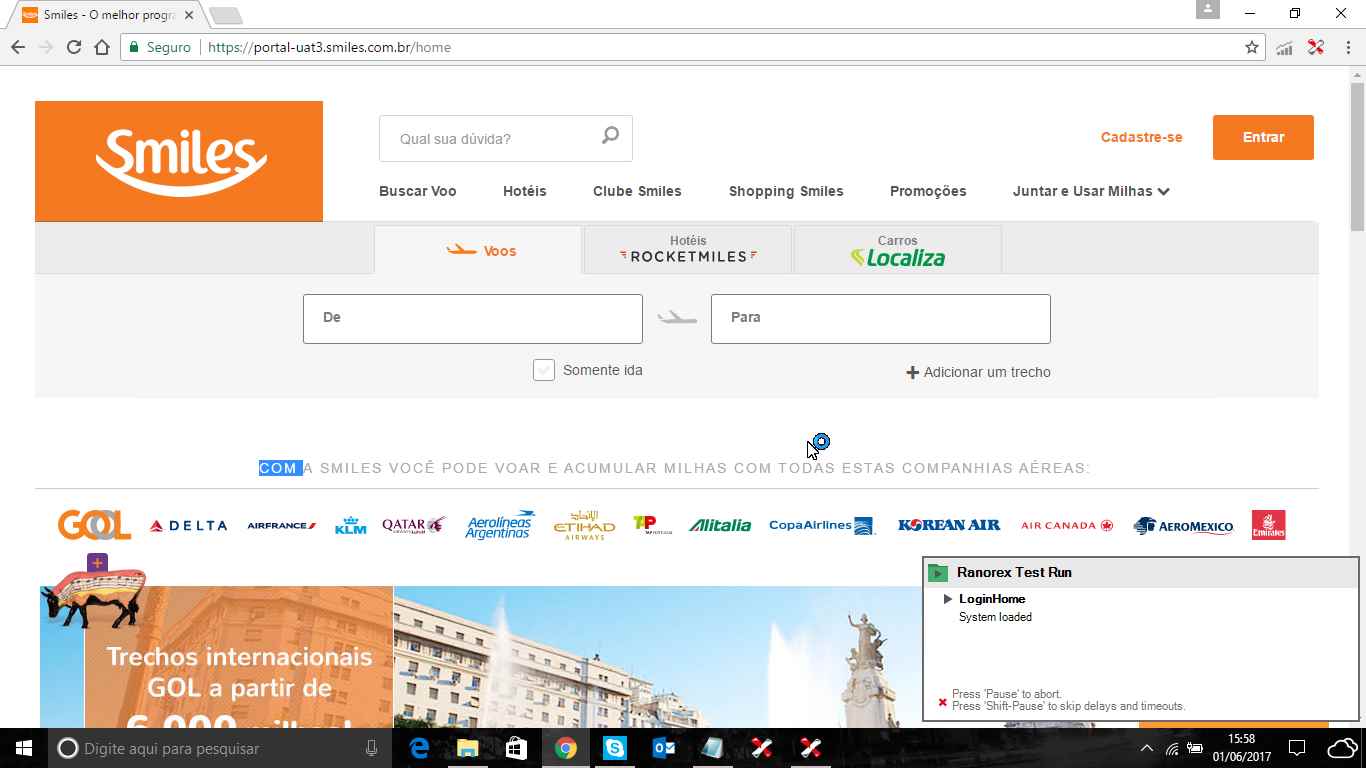 Smiles - O melhor progra
Seguro
https://portal-uat3.smiles.com.br/home
Smiles
Qual sua dúvida?
Cadastre-se
Entrar
Buscar Voo
Hotéis
Clube Smiles
Shopping Smiles
Promoções
Juntar e Usar Milhas
Voos
Hotéis
ROCKETMILES
Carros
Localiza
De
Para
Somente ida
Adicionar um trecho
COM A SMILES VOCÊ PODE VOAR E ACUMULAR MILHAS COM TODAS ESTAS COMPANHIAS AÉREAS:
GOL
DELTA
AIRFRANCE
KLM
QATAR
Aerolíneas
Argentinas
ETIHAD
AIRWAYS
TAP
Alitalia
CopaAirlines
KOREAN AIR
AIR CANADA
AEROMEXICO
Emirates
Trechos internacionais
GOL a partir de
Ranorex Test Run
LoginHome
System loaded
Press 'Pause' to abort.
Press 'Shift-Pause' to skip delays and timeouts.
Digite aqui para pesquisar
15:58
01/06/2017